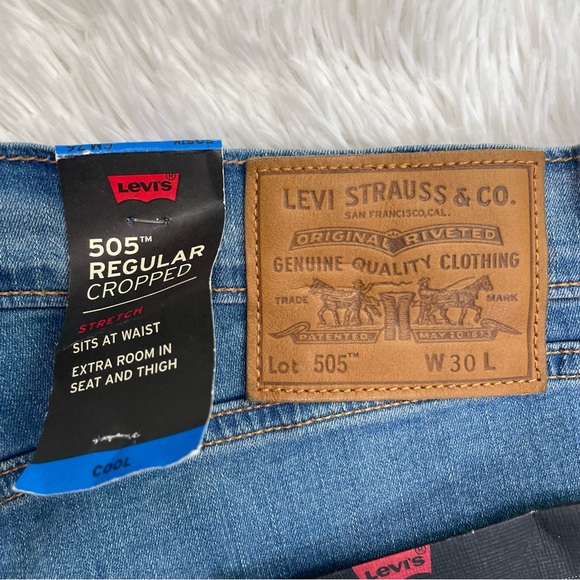 LEVI'S®
505™
REGULAR
CROPPED
STRETCH
SITS AT WAIST
EXTRA ROOM IN
SEAT AND THIGH
COOL
LEVI STRAUSS & CO.
SAN FRANCISCO, CAL.
ORIGINAL RIVETED
GENUINE QUALITY CLOTHING
TRADE MARK
PATENTED MAY 20 1873
Lot 505™ W 30 L
LEVI'S